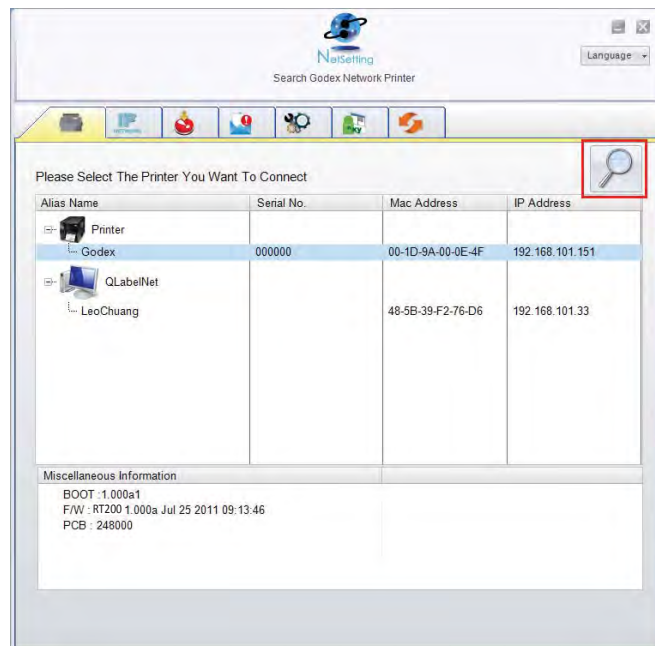 NetSetting
Language
Search Godex Network Printer
IP
NETWORK
Please Select The Printer You Want To Connect
Alias Name Serial No. Mac Address IP Address
Printer
Godex 000000 00-1D-9A-00-0E-4F 192.168.101.151
QLabelNet
LeoChuang 48-5B-39-F2-76-D6 192.168.101.33
Miscellaneous Information
BOOT :1.000a1
F/W : RT200 1.000a Jul 25 2011 09:13:46
PCB : 248000